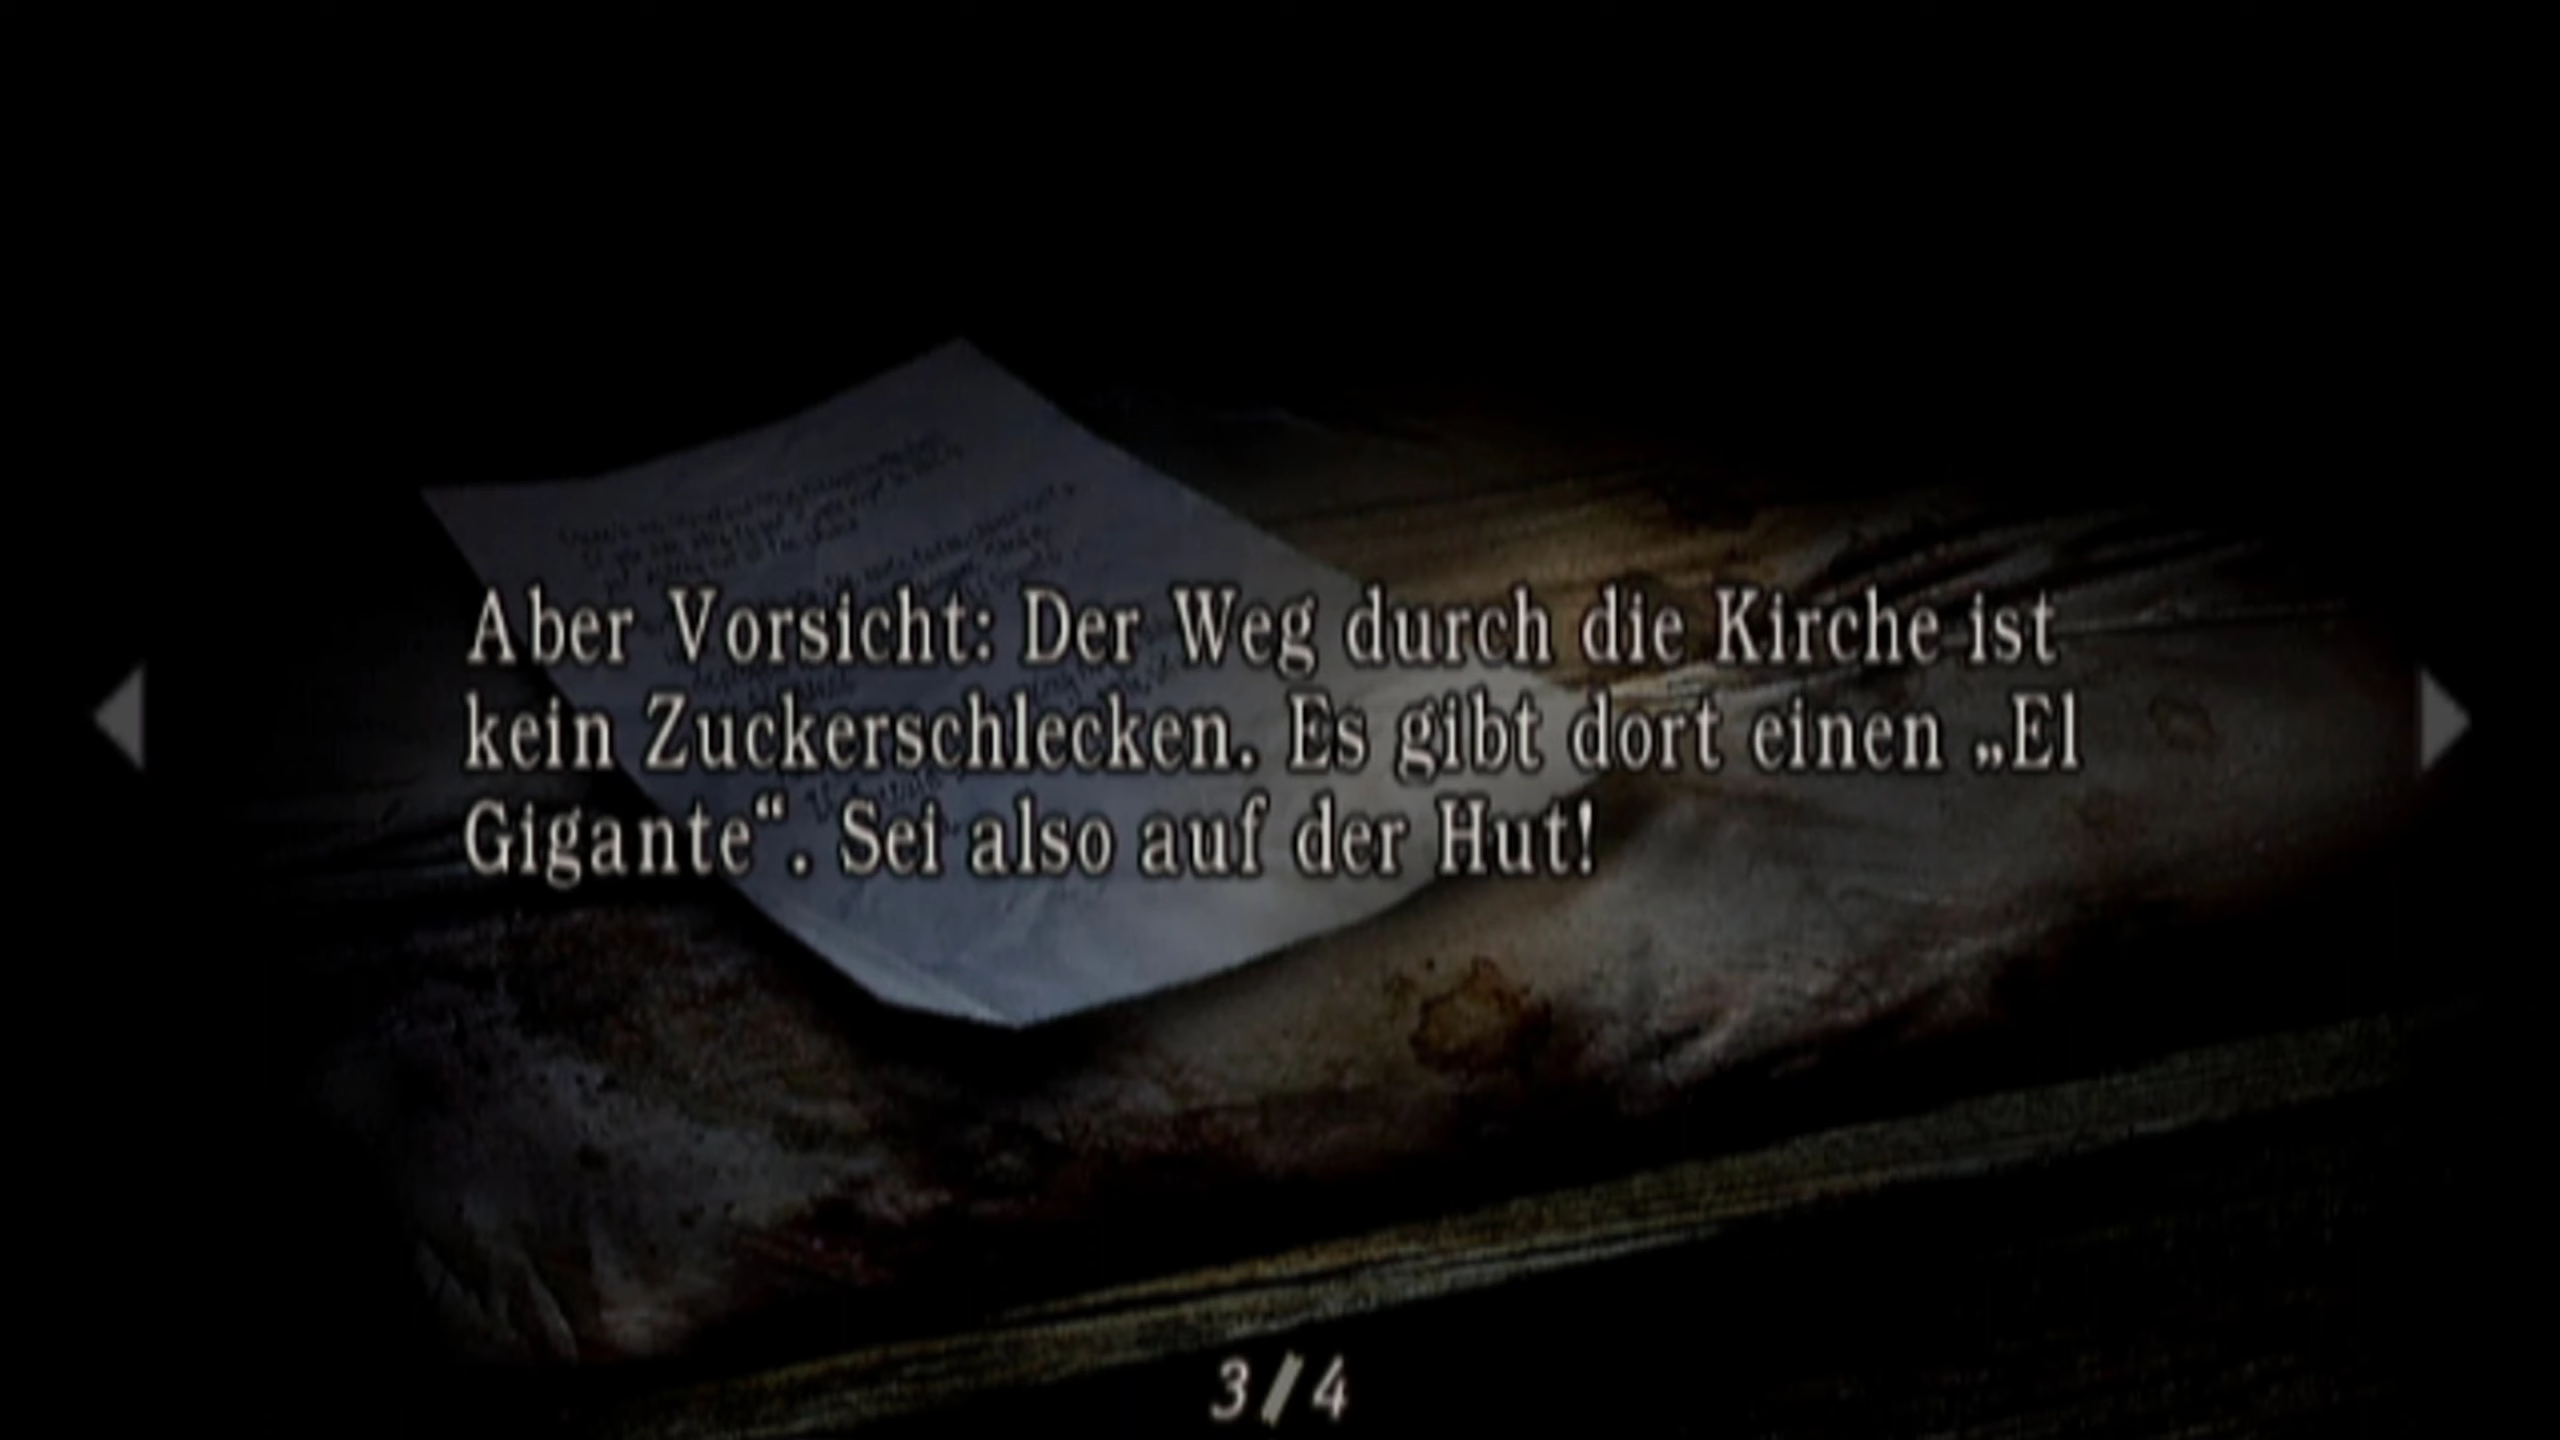 Aber Vorsicht: Der Weg durch die Kirche ist
kein Zuckerschlecken. Es gibt dort einen „El
Gigante“. Sei also auf der Hut!
3/4